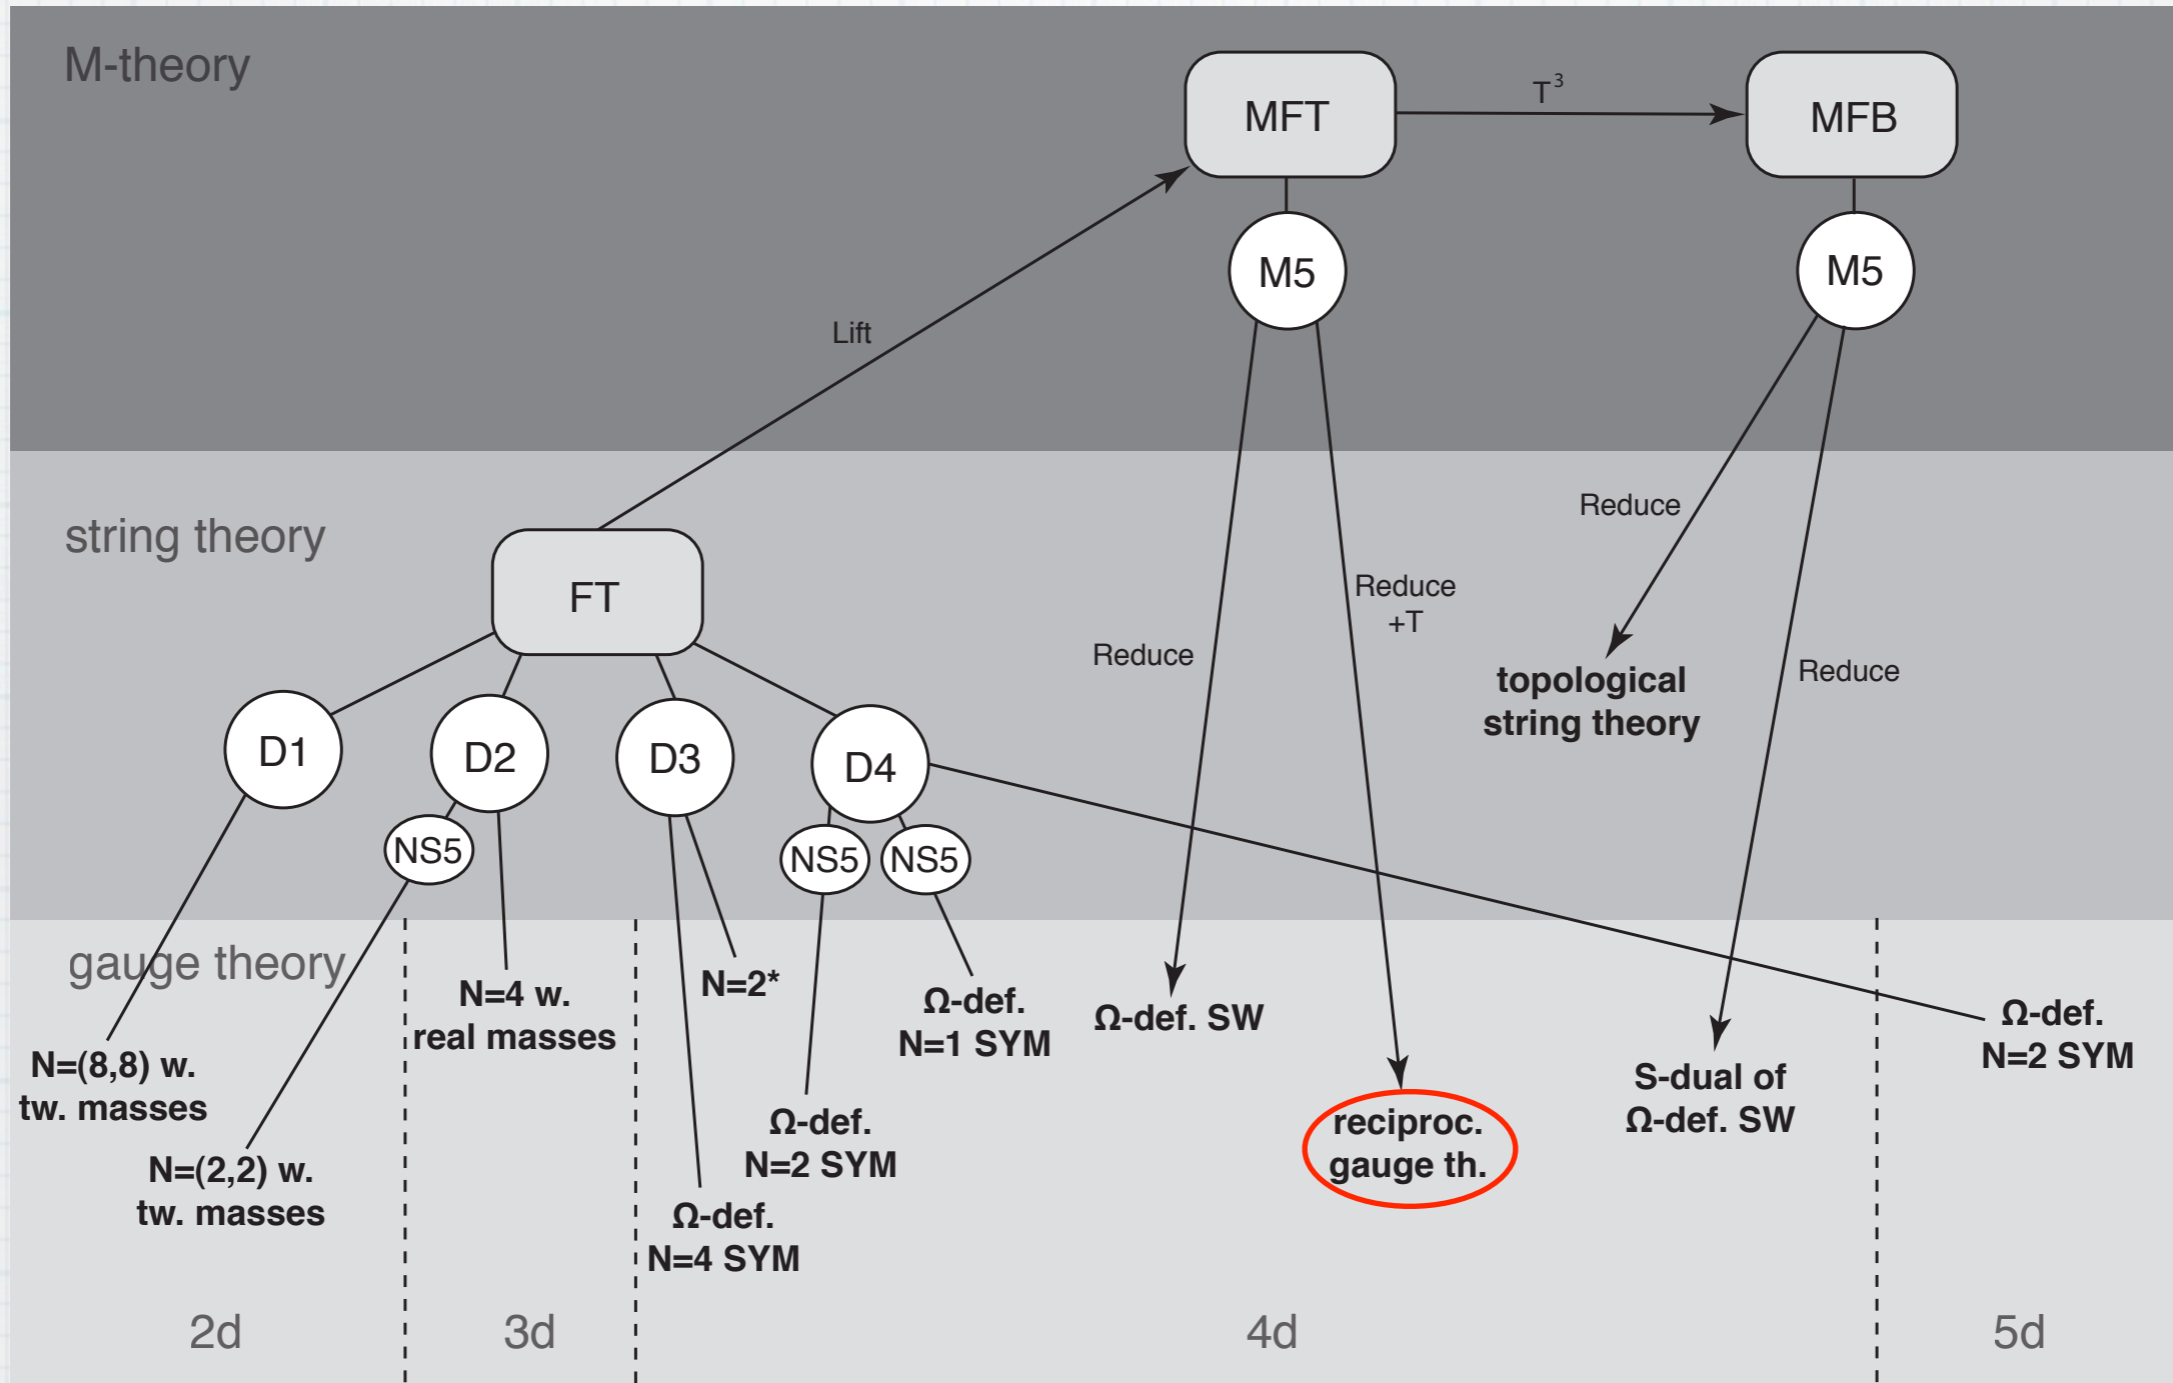 M-theory
MFT
T³
MFB
M5
M5
Lift
string theory
FT
Reduce
Reduce
+T
Reduce
Reduce
topological
string theory
Reduce
D1
D2
D3
D4
NS5
NS5
NS5
gauge theory
N=(8,8) w.
tw. masses
N=(2,2) w.
tw. masses
N=4 w.
real masses
N=2*
Ω-def.
N=4 SYM
Ω-def.
N=2 SYM
Ω-def.
N=1 SYM
Ω-def. SW
reciproc.
gauge th.
S-dual of
Ω-def. SW
Ω-def.
N=2 SYM
2d
3d
4d
5d